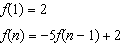 f(1) = 2
f(n) = −5f(n − 1) + 2